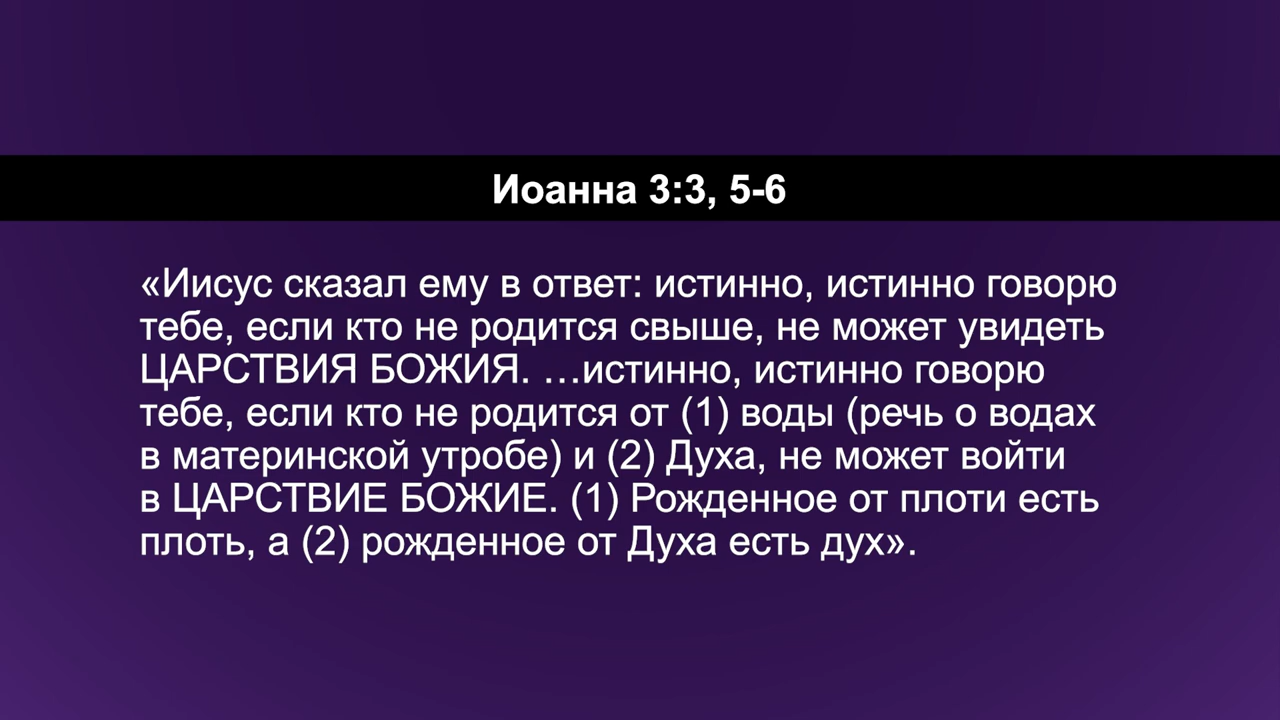 Иоанна 3:3, 5-6
«Иисус сказал ему в ответ: истинно, истинно говорю
тебе, если кто не родится свыше, не может увидеть
ЦАРСТВИЯ БОЖИЯ. …истинно, истинно говорю
тебе, если кто не родится от (1) воды (речь о водах
в материнской утробе) и (2) Духа, не может войти
в ЦАРСТВИЕ БОЖИЕ. (1) Рожденное от плоти есть
плоть, а (2) рожденное от Духа есть дух».